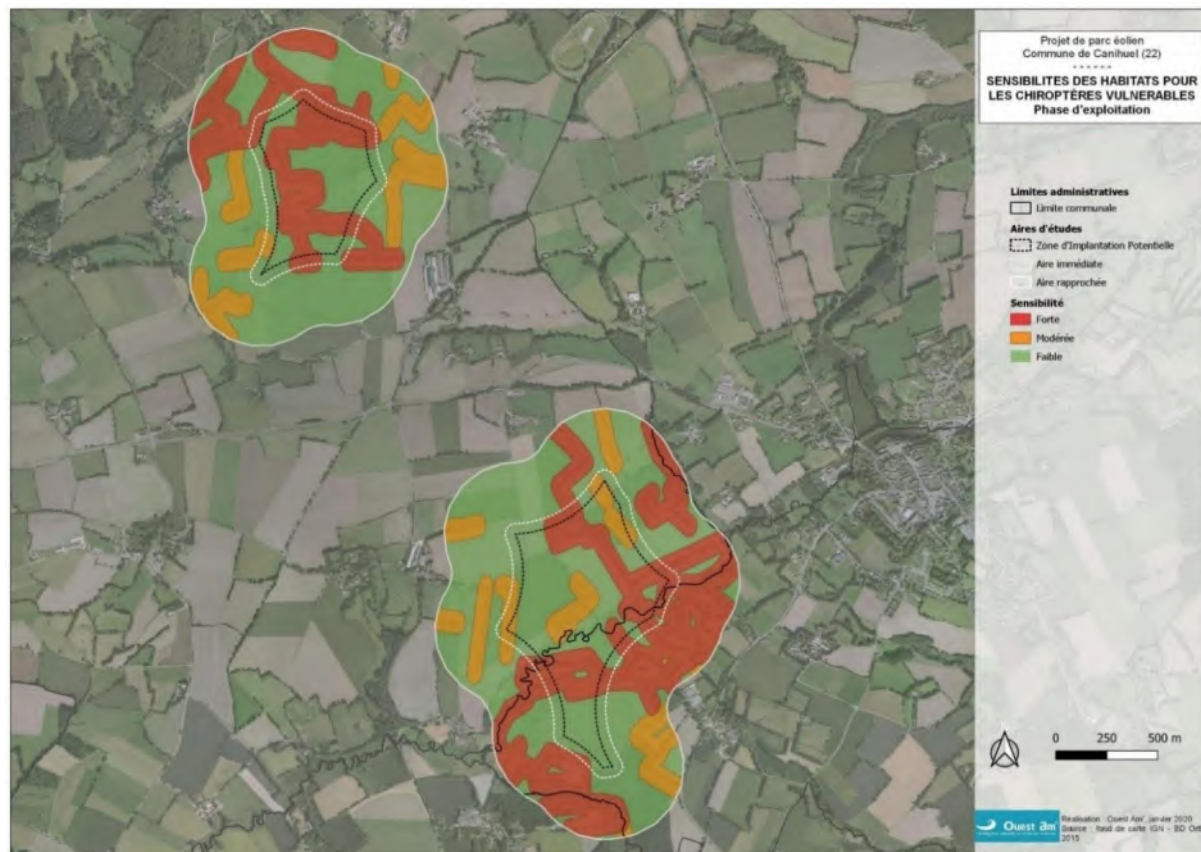 Projet de parc éolien
Commune de Canihuel (22)
------
SENSIBILITES DES HABITATS POUR
LES CHIROPTÈRES VULNERABLES
Phase d'exploitation
Limites administratives
Limite communale
Aires d'études
Zone d'Implantation Potentielle
Aire immédiate
Aire rapprochée
Sensibilité
Forte
Modérée
Faible
0 250 500 m
Ouest am'
Réalisation : Ouest Am', janvier 2020
Source : fond de carte IGN - BD Ort
2015